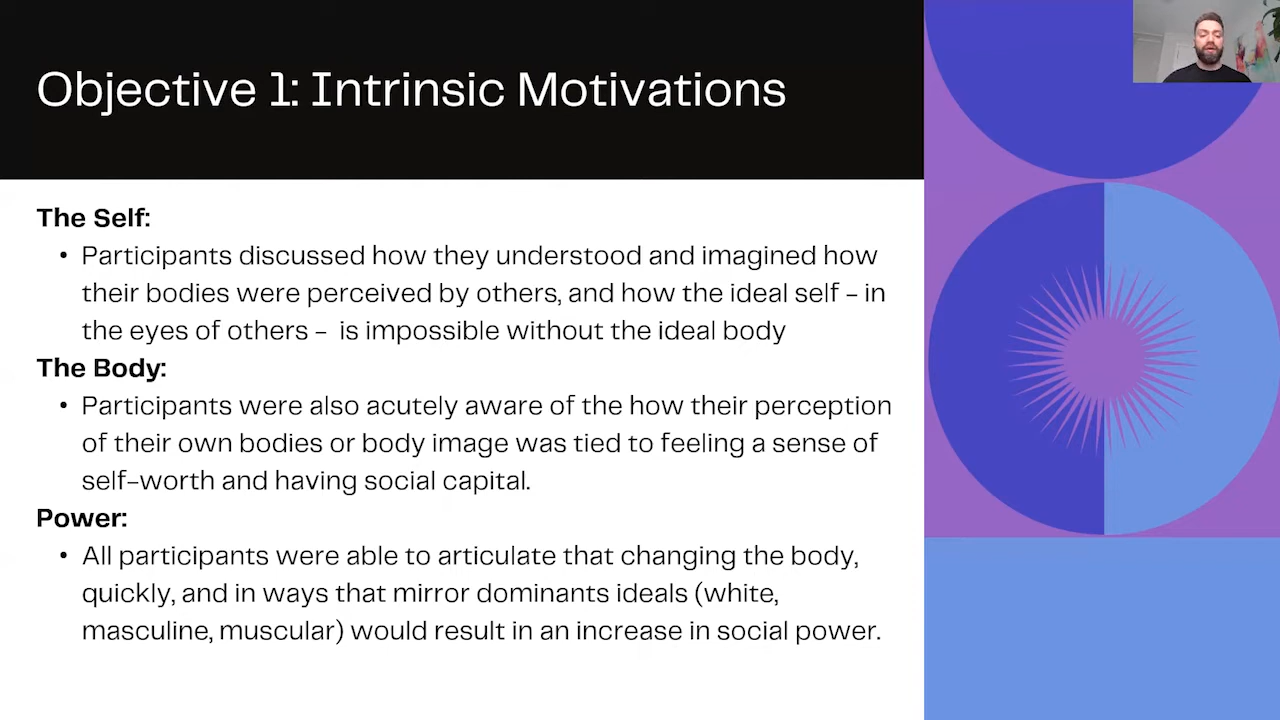 Objective 1: Intrinsic Motivations
The Self:
• Participants discussed how they understood and imagined how
their bodies were perceived by others, and how the ideal self - in
the eyes of others - is impossible without the ideal body
The Body:
• Participants were also acutely aware of the how their perception
of their own bodies or body image was tied to feeling a sense of
self-worth and having social capital.
Power:
• All participants were able to articulate that changing the body,
quickly, and in ways that mirror dominants ideals (white,
masculine, muscular) would result in an increase in social power.